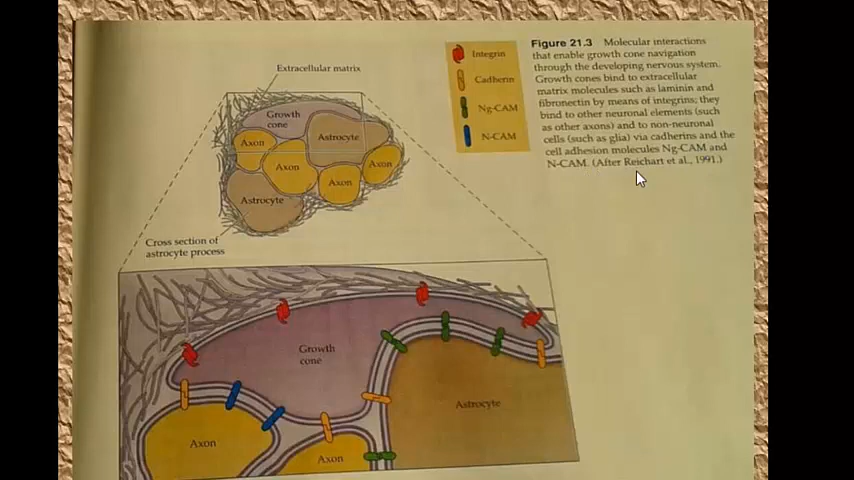 Figure 21.3 Molecular interactions
that enable growth cone navigation
through the developing nervous system.
Growth cones bind to extracellular
matrix molecules such as laminin and
fibronectin by means of integrins; they
bind to other neuronal elements (such
as other axons) and to non-neuronal
cells (such as glia) via cadherins and the
cell adhesion molecules Ng-CAM and
N-CAM. (After Reichart et al., 1991.)
Integrin
Cadherin
Ng-CAM
N-CAM
Extracellular matrix
Growth
cone
Astrocyte
Axon
Axon
Axon
Axon
Astrocyte
Cross section of
astrocyte process
Growth
cone
Astrocyte
Axon
Axon